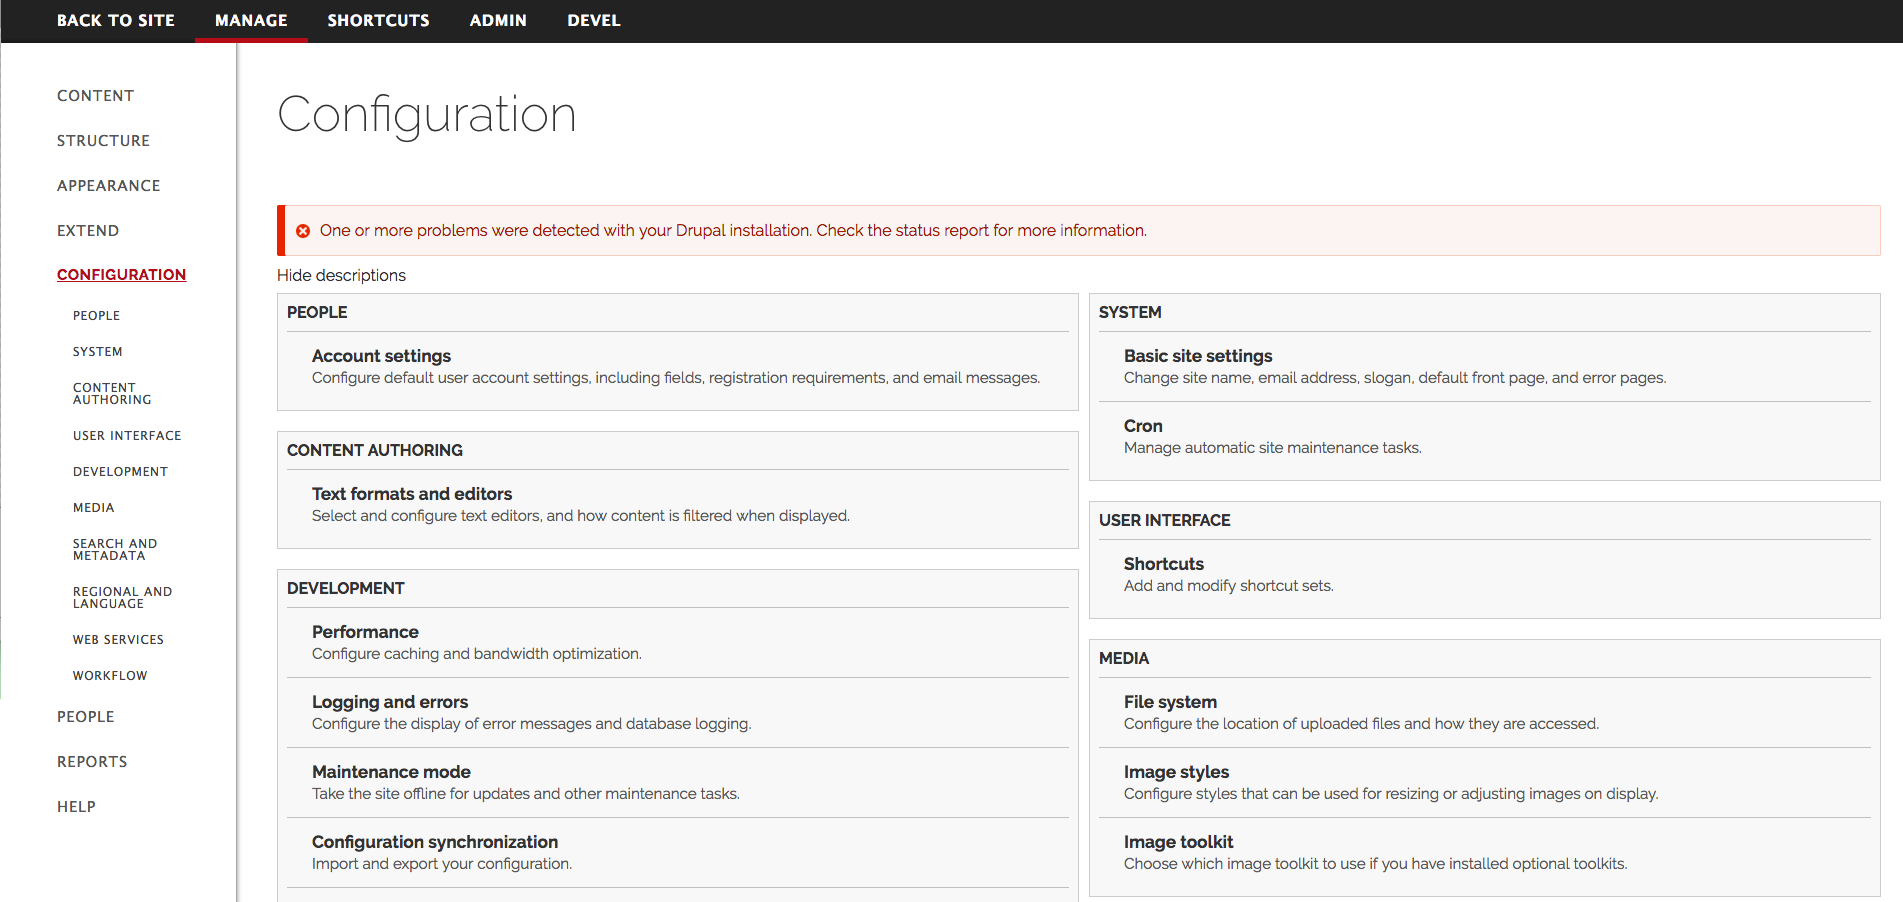 BACK TO SITE MANAGE SHORTCUTS ADMIN DEVEL
CONTENT
STRUCTURE
APPEARANCE
EXTEND
CONFIGURATION
PEOPLE
SYSTEM
CONTENT
AUTHORING
USER INTERFACE
DEVELOPMENT
MEDIA
SEARCH AND
METADATA
REGIONAL AND
LANGUAGE
WEB SERVICES
WORKFLOW
PEOPLE
REPORTS
HELP
Configuration
One or more problems were detected with your Drupal installation. Check the status report for more information.
Hide descriptions
PEOPLE
Account settings
Configure default user account settings, including fields, registration requirements, and email messages.
CONTENT AUTHORING
Text formats and editors
Select and configure text editors, and how content is filtered when displayed.
DEVELOPMENT
Performance
Configure caching and bandwidth optimization.
Logging and errors
Configure the display of error messages and database logging.
Maintenance mode
Take the site offline for updates and other maintenance tasks.
Configuration synchronization
Import and export your configuration.
SYSTEM
Basic site settings
Change site name, email address, slogan, default front page, and error pages.
Cron
Manage automatic site maintenance tasks.
USER INTERFACE
Shortcuts
Add and modify shortcut sets.
MEDIA
File system
Configure the location of uploaded files and how they are accessed.
Image styles
Configure styles that can be used for resizing or adjusting images on display.
Image toolkit
Choose which image toolkit to use if you have installed optional toolkits.